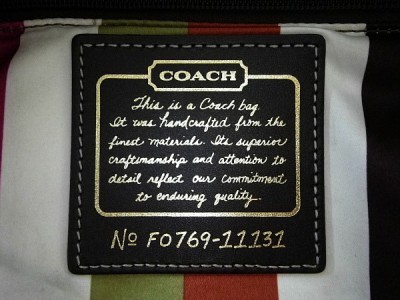 COACH
This is a Coach bag.
It was handcrafted from the
finest materials. Its superior
craftsmanship and attention to
detail reflect our commitment
to enduring quality.
No F0769-11131